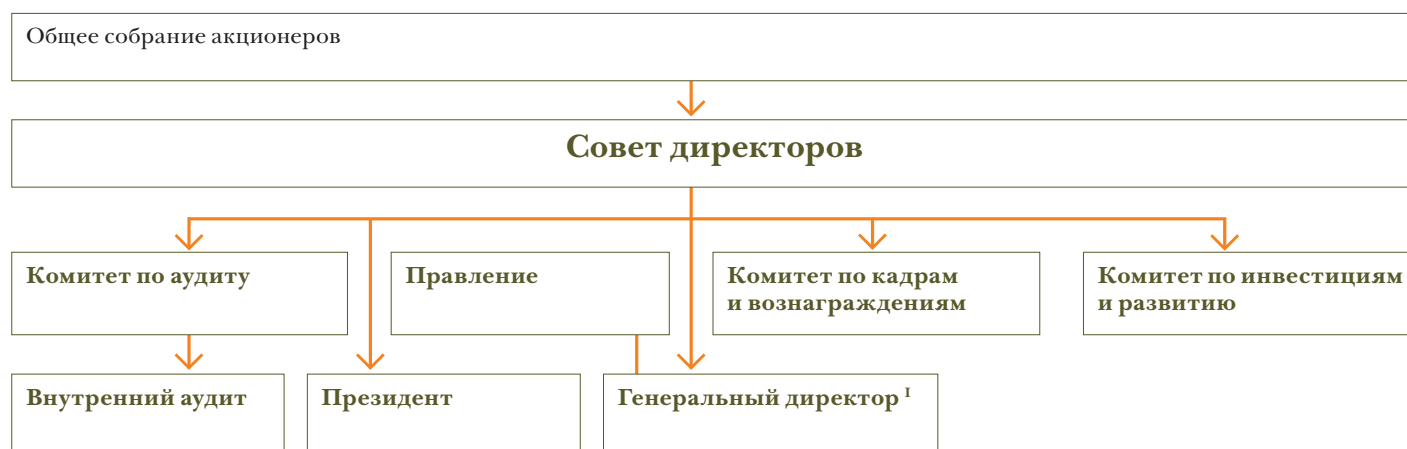 Общее собрание акционеров
Совет директоров
Комитет по аудиту
Правление
Комитет по кадрам
и вознаграждениям
Комитет по инвестициям
и развитию
Внутренний аудит
Президент
Генеральный директор I